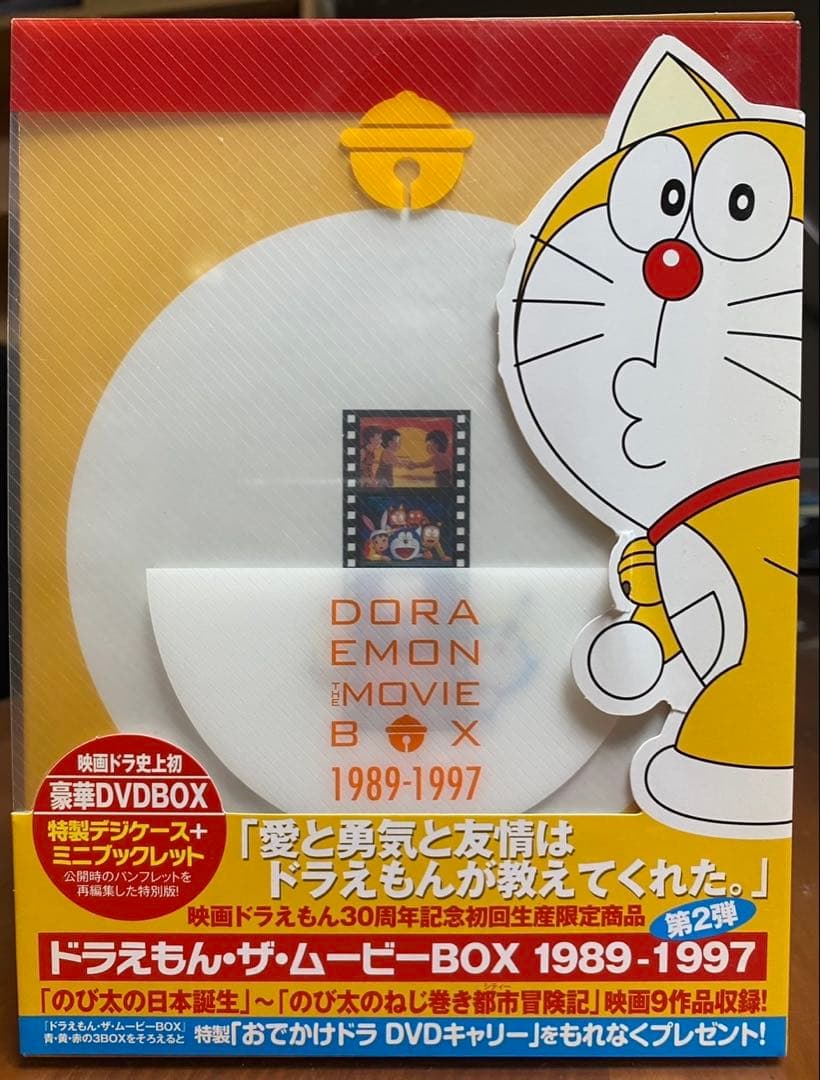 DORA
EMON
THE MOVIE
BOX
1989-1997
映画ドラ史上初
豪華DVDBOX
特製デジケース+
ミニブックレット
公開時のパンフレットを
再編集した特別版!
「愛と勇気と友情は
ドラえもんが教えてくれた。」
映画ドラえもん30周年記念初回生産限定商品
第2弾
ドラえもん・ザ・ムービーBOX 1989-1997
「のび太の日本誕生」~「のび太のねじ巻き都市冒険記」映画9作品収録!
シティー
「ドラえもん・ザ・ムービーBOX」
青・黄・赤の3BOXをそろえると
特製「おでかけドラ DVDキャリー」をもれなくプレゼント!